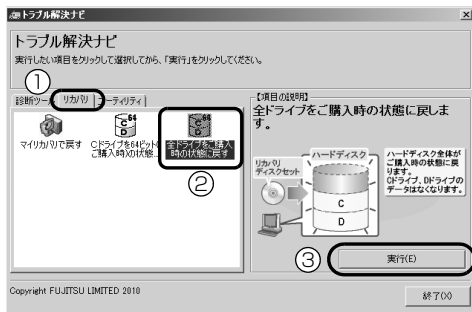 トラブル解決ナビ
トラブル解決ナビ
実行したい項目をクリックして選択してから、「実行」をクリックしてください。
①
診断ツール
リカバリ
ユーティリティ
マイリカバリで戻す
Cドライブを64ビットの
ご購入時の状態...
全ドライブをご購入
時の状態に戻す
②
【項目の説明】
全ドライブをご購入時の状態に戻しま
す。
リカバリ
ディスクセット
ハードディスク
C
D
ハードディスク全体が
ご購入時の状態に戻
ります。
Cドライブ、Dドライブの
データはなくなります。
③
実行(E)
Copyright FUJITSU LIMITED 2010
終了(X)